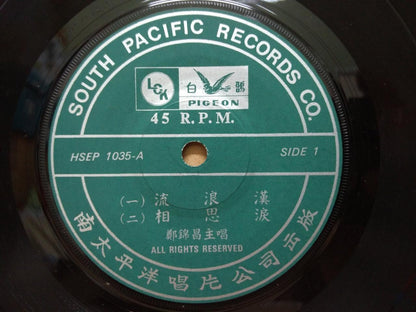 SOUTH PACIFIC RECORDS CO.
LCK
白鴿牌
PIGEON
45 R.P.M.
HSEP 1035-A
SIDE 1
(一) 流浪漢
(二) 相思淚
鄭錦昌主唱
ALL RIGHTS RESERVED
南太平洋唱片公司出版